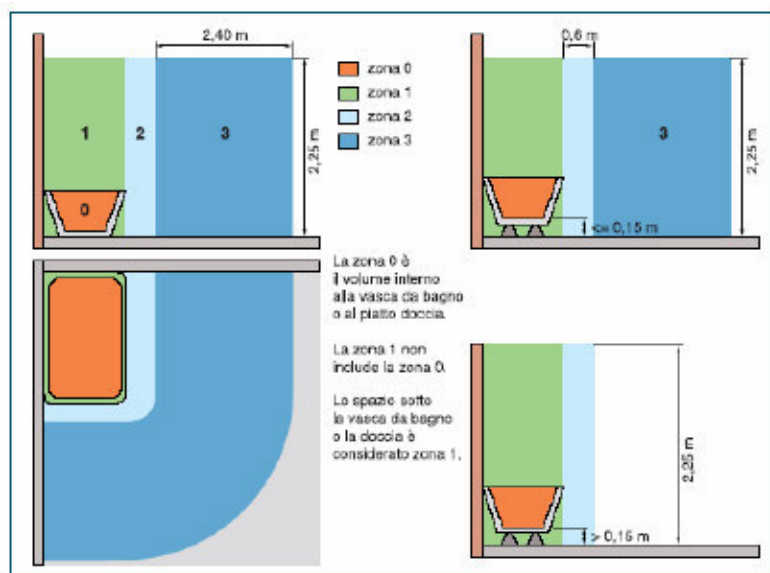 2,40 m
1
2
3
0
2,25 m
zona 0
zona 1
zona 2
zona 3
0,6 m
3
2,25 m
<= 0,15 m
La zona 0 è
il volume interno
alla vasca da bagno
o al piatto doccia.
La zona 1 non
include la zona 0.
Lo spazio sotto
la vasca da bagno
o la doccia è
considerato zona 1.
2,25 m
> 0,15 m